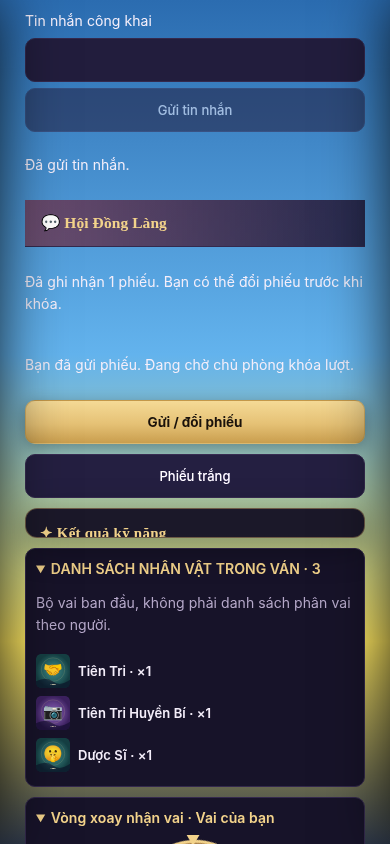 Tin nhắn công khai
Gửi tin nhắn
Đã gửi tin nhắn.
💬 Hội Đồng Làng
Đã ghi nhận 1 phiếu. Bạn có thể đổi phiếu trước khi
khóa.
Bạn đã gửi phiếu. Đang chờ chủ phòng khóa lượt.
Gửi / đổi phiếu
Phiếu trắng
✦ Kết quả kỹ năng
▼ DANH SÁCH NHÂN VẬT TRONG VÁN · 3
Bộ vai ban đầu, không phải danh sách phân vai
theo người.
Tiên Tri · ×1
Tiên Tri Huyền Bí · ×1
Dược Sĩ · ×1
▼ Vòng xoay nhận vai · Vai của bạn